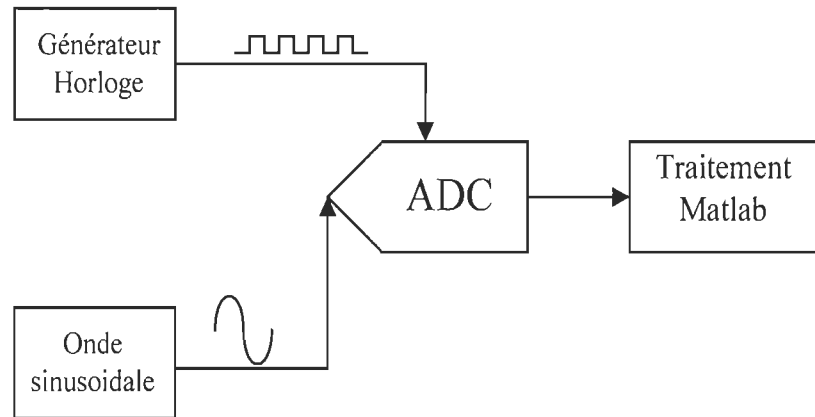 Générateur
Horloge
ADC
Traitement
Matlab
Onde
sinusoidale